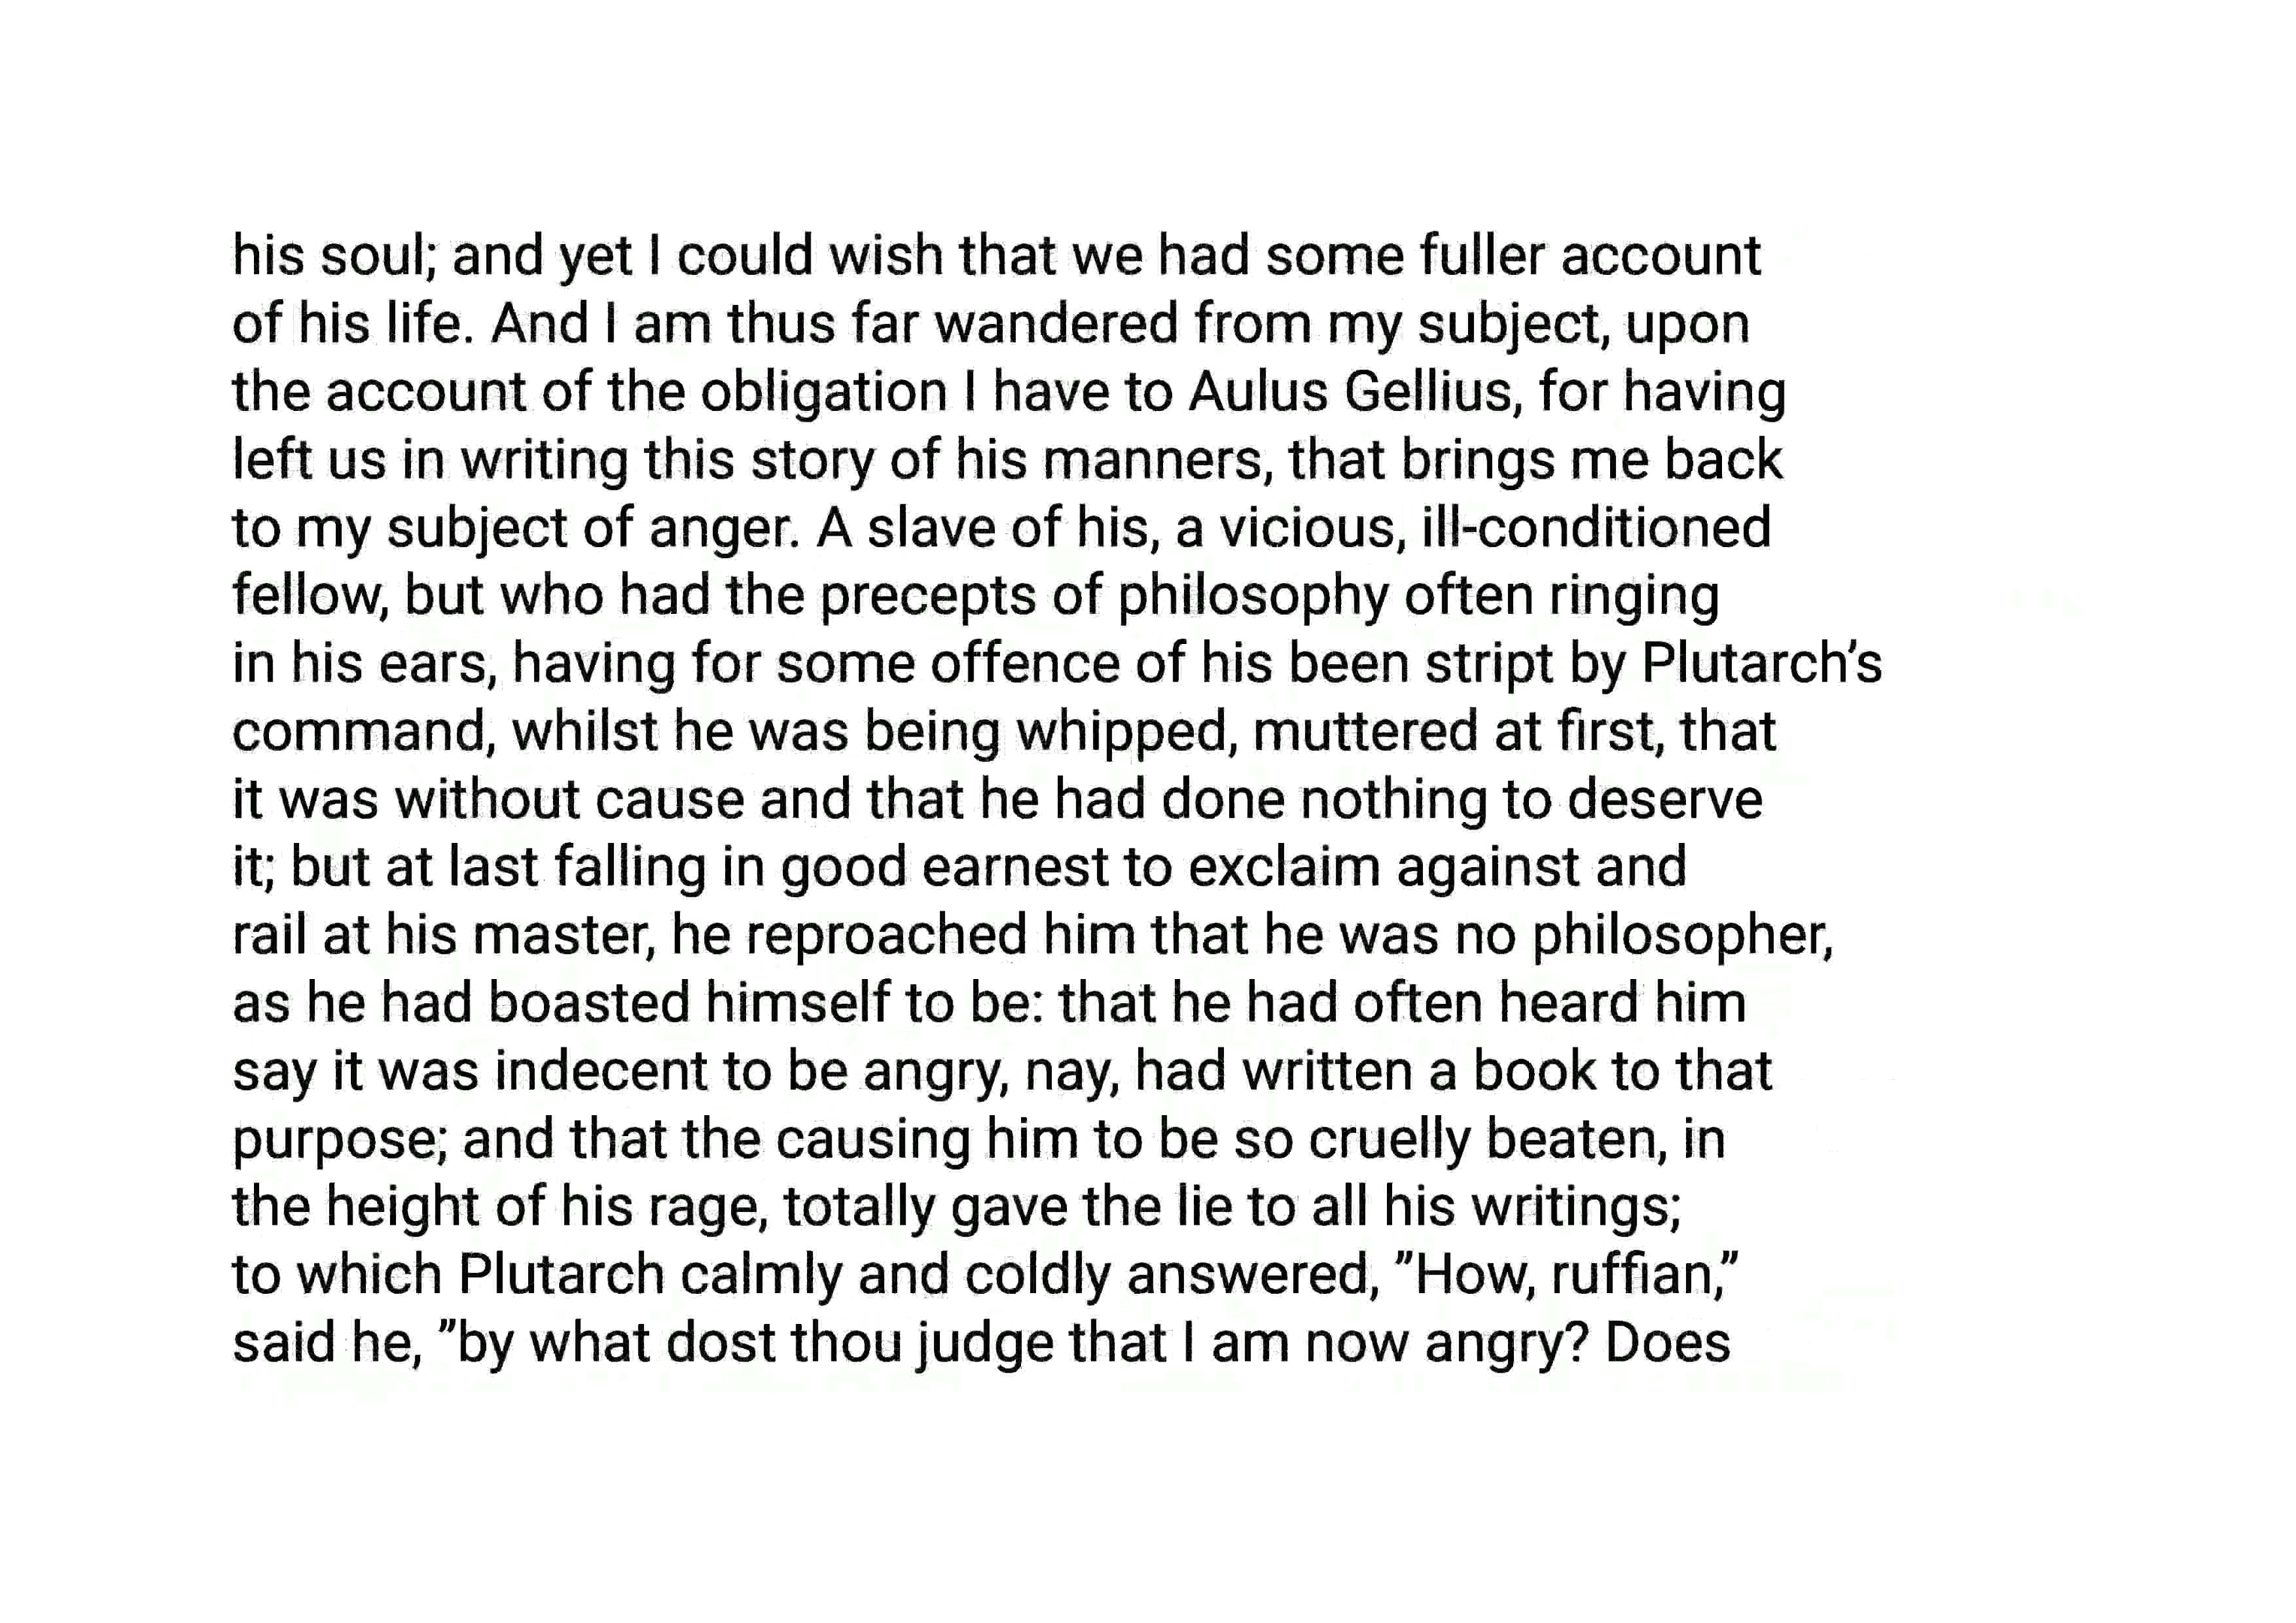 his soul; and yet I could wish that we had some fuller account
of his life. And I am thus far wandered from my subject, upon
the account of the obligation I have to Aulus Gellius, for having
left us in writing this story of his manners, that brings me back
to my subject of anger. A slave of his, a vicious, ill-conditioned
fellow, but who had the precepts of philosophy often ringing
in his ears, having for some offence of his been stript by Plutarch’s
command, whilst he was being whipped, muttered at first, that
it was without cause and that he had done nothing to deserve
it; but at last falling in good earnest to exclaim against and
rail at his master, he reproached him that he was no philosopher,
as he had boasted himself to be: that he had often heard him
say it was indecent to be angry, nay, had written a book to that
purpose; and that the causing him to be so cruelly beaten, in
the height of his rage, totally gave the lie to all his writings;
to which Plutarch calmly and coldly answered, ”How, ruffian,”
said he, ”by what dost thou judge that I am now angry? Does